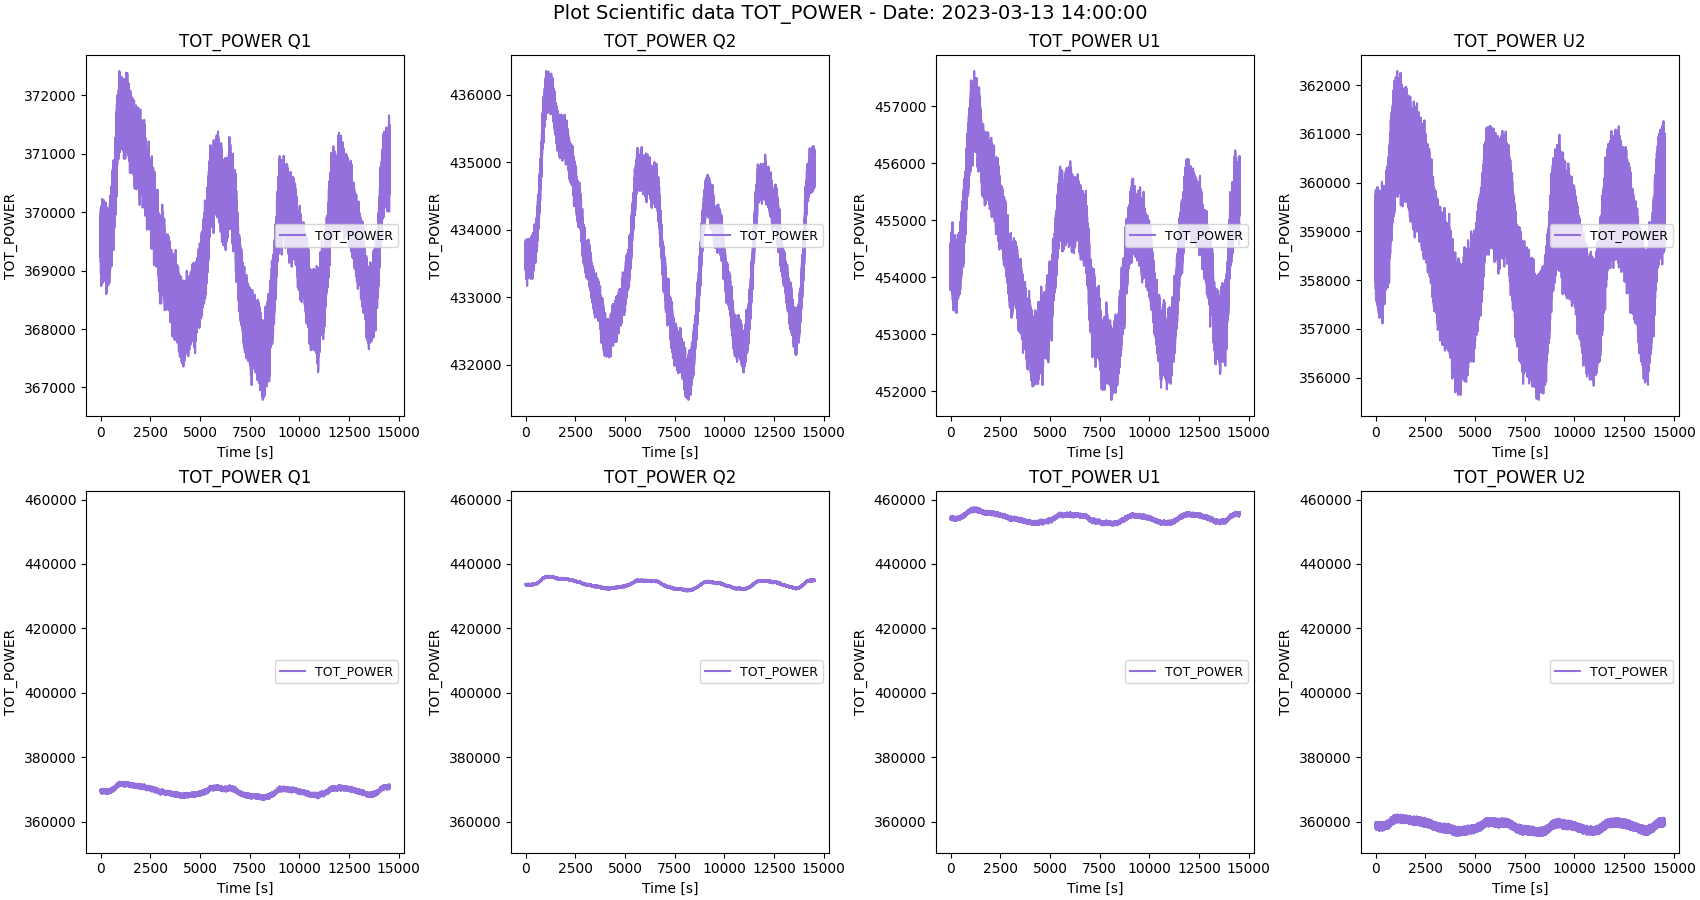 Plot Scientific data TOT_POWER - Date: 2023-03-13 14:00:00
TOT_POWER Q1
TOT_POWER
372000
371000
370000
369000
368000
367000
TOT_POWER
0 2500 5000 7500 10000 12500 15000
Time [s]
TOT_POWER Q2
TOT_POWER
436000
435000
434000
433000
432000
TOT_POWER
0 2500 5000 7500 10000 12500 15000
Time [s]
TOT_POWER U1
TOT_POWER
457000
456000
455000
454000
453000
452000
TOT_POWER
0 2500 5000 7500 10000 12500 15000
Time [s]
TOT_POWER U2
TOT_POWER
362000
361000
360000
359000
358000
357000
356000
TOT_POWER
0 2500 5000 7500 10000 12500 15000
Time [s]
TOT_POWER Q1
TOT_POWER
460000
440000
420000
400000
380000
360000
TOT_POWER
0 2500 5000 7500 10000 12500 15000
Time [s]
TOT_POWER Q2
TOT_POWER
460000
440000
420000
400000
380000
360000
TOT_POWER
0 2500 5000 7500 10000 12500 15000
Time [s]
TOT_POWER U1
TOT_POWER
460000
440000
420000
400000
380000
360000
TOT_POWER
0 2500 5000 7500 10000 12500 15000
Time [s]
TOT_POWER U2
TOT_POWER
460000
440000
420000
400000
380000
360000
TOT_POWER
0 2500 5000 7500 10000 12500 15000
Time [s]